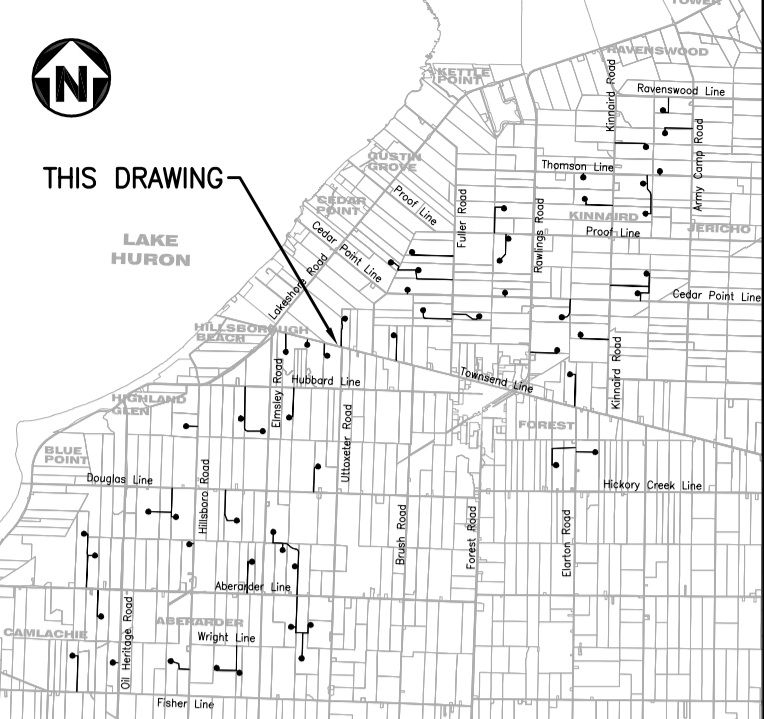 TOWER
RAVENSWOOD
N
KETTLE
POINT
Ravenswood Line
Kinnaird Road
Army Camp Road
THIS DRAWING
GUSTIN
GROVE
Thomson Line
Proof Line
Fuller Road
Rawlings Road
CEDAR
POINT
KINNAIRD
JERICHO
Proof Line
LAKE
HURON
Cedar Point Line
Lakeshore Road
Cedar Point Line
HILLSBOROUGH
BEACH
Elmsley Road
Hubbard Line
Townsend Line
Kinnaird Road
HIGHLAND
GLEN
Uttoxeter Road
FOREST
BLUE
POINT
Douglas Line
Hickory Creek Line
Hillsboro Road
Brush Road
Forest Road
Elarton Road
Aberarder Line
Oil Heritage Road
CAMLACHIE
ABERARDER
Wright Line
Fisher Line